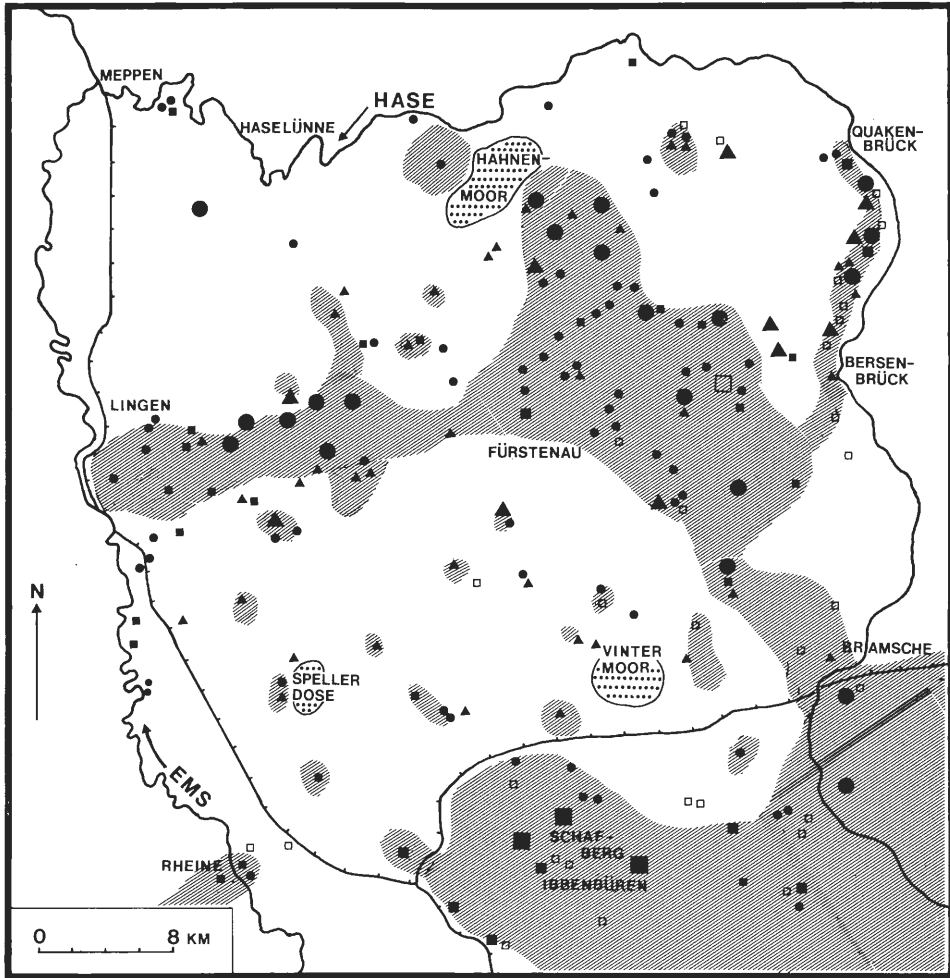 MEPPEN
HASE
HASELÜNNE
HAHNEN-
MOOR
QUAKEN-
BRÜCK
BERSEN-
BRÜCK
LINGEN
FÜRSTENAU
N
VINTER
MOOR
BRAMSCHE
SPELLER
DOSE
EMS
SCHAF-
BERG
IBBENBÜREN
RHEINE
0 8 KM